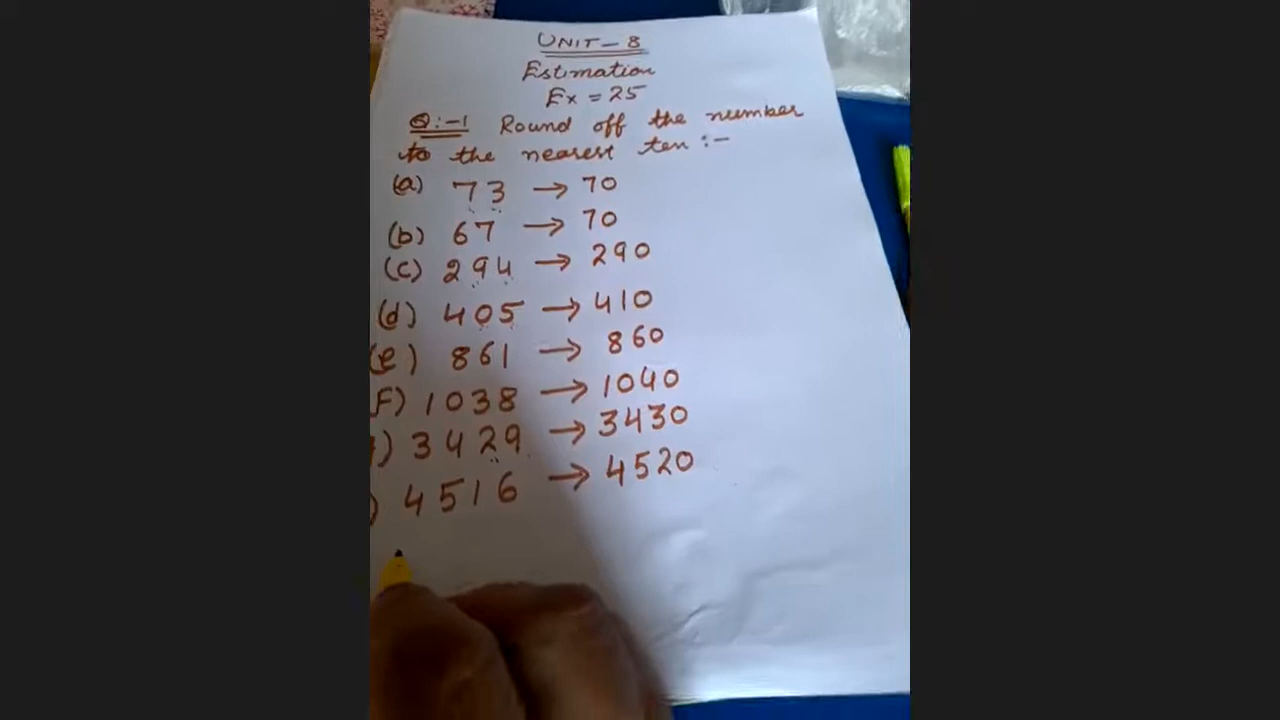 UNIT - 8
Estimation
Ex = 25
Q:-1 Round off the number
to the nearest ten :-
(a) 73 → 70
(b) 67 → 70
(c) 294 → 290
(d) 405 → 410
(e) 861 → 860
F) 1038 → 1040
) 3429 → 3430
) 4516 → 4520